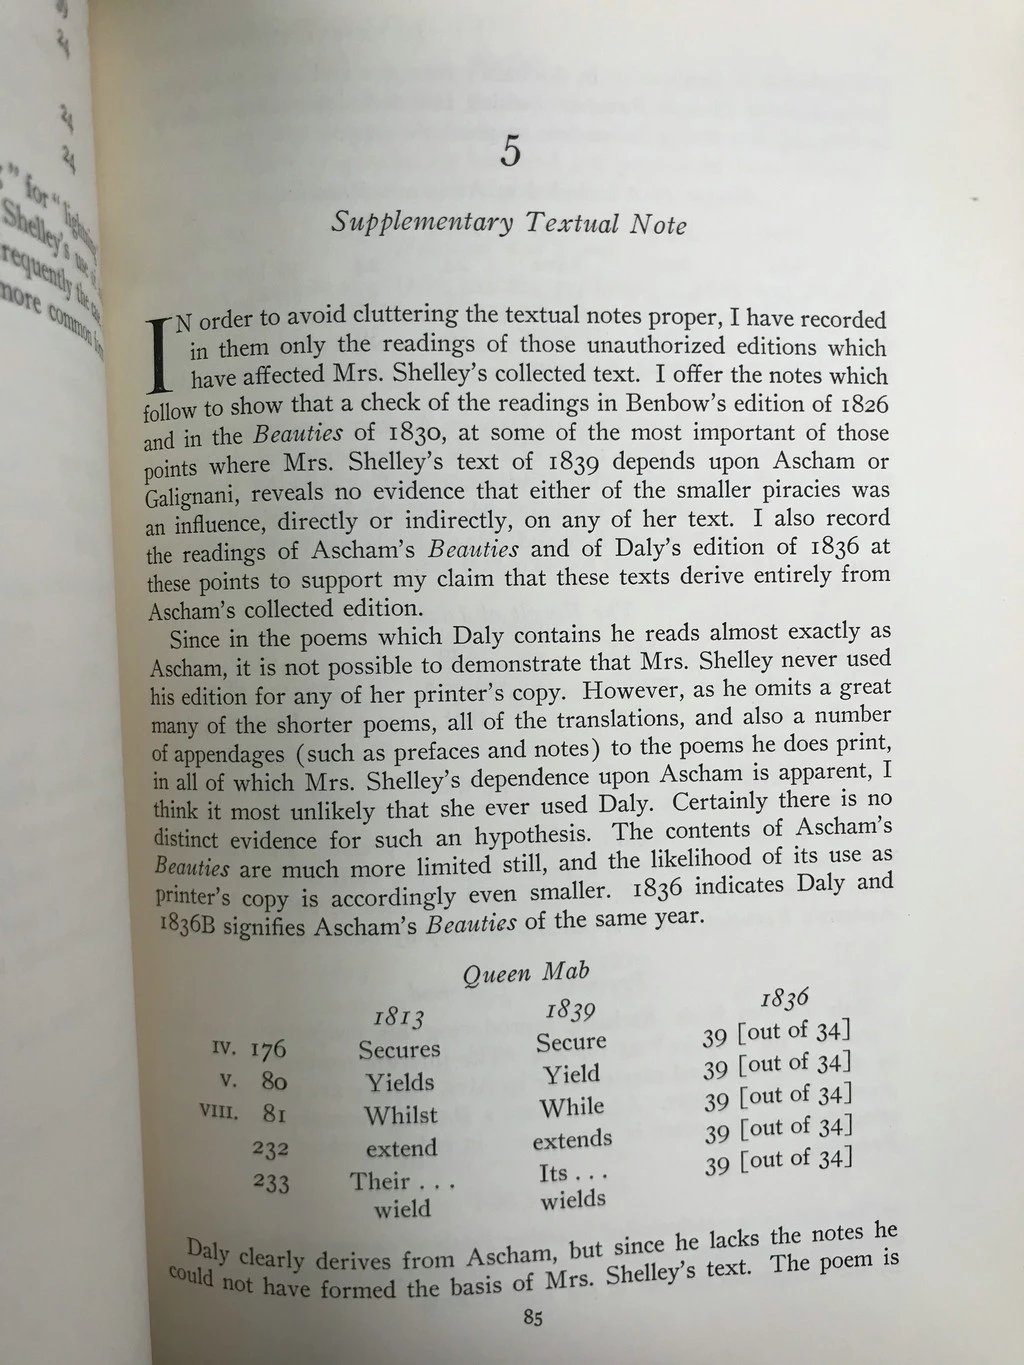 24
24
24
24
" for "lightning
Shelley's use is
requently the
more common
5
Supplementary Textual Note
IN order to avoid cluttering the textual notes proper, I have recorded
in them only the readings of those unauthorized editions which
have affected Mrs. Shelley's collected text. I offer the notes which
follow to show that a check of the readings in Benbow's edition of 1826
and in the Beauties of 1830, at some of the most important of those
points where Mrs. Shelley's text of 1839 depends upon Ascham or
Galignani, reveals no evidence that either of the smaller piracies was
an influence, directly or indirectly, on any of her text. I also record
the readings of Ascham's Beauties and of Daly's edition of 1836 at
these points to support my claim that these texts derive entirely from
Ascham's collected edition.
Since in the poems which Daly contains he reads almost exactly as
Ascham, it is not possible to demonstrate that Mrs. Shelley never used
his edition for any of her printer's copy. However, as he omits a great
many of the shorter poems, all of the translations, and also a number
of appendages (such as prefaces and notes) to the poems he does print,
in all of which Mrs. Shelley's dependence upon Ascham is apparent, I
think it most unlikely that she ever used Daly. Certainly there is no
distinct evidence for such an hypothesis. The contents of Ascham's
Beauties are much more limited still, and the likelihood of its use as
printer's copy is accordingly even smaller. 1836 indicates Daly and
1836B signifies Ascham's Beauties of the same year.
Queen Mab
1813 1839 1836
IV. 176 Secures Secure 39 [out of 34]
V. 80 Yields Yield 39 [out of 34]
VIII. 81 Whilst While 39 [out of 34]
232 extend extends 39 [out of 34]
233 Their . . . Its . . . 39 [out of 34]
wield wields
Daly clearly derives from Ascham, but since he lacks the notes he
could not have formed the basis of Mrs. Shelley's text. The poem is
85